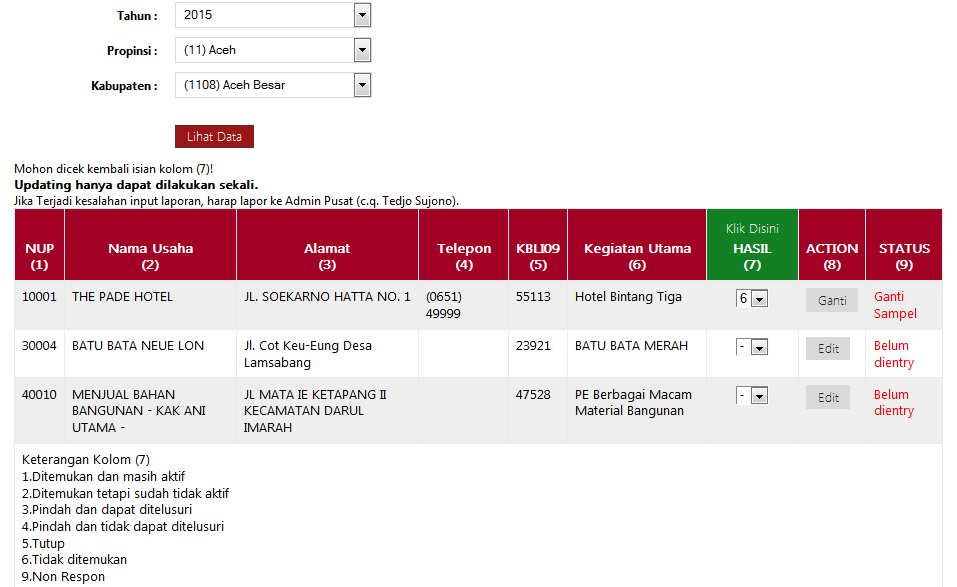 Tahun : 2015
Propinsi : (11) Aceh
Kabupaten : (1108) Aceh Besar
Lihat Data
Mohon dicek kembali isian kolom (7)!
Updating hanya dapat dilakukan sekali.
Jika Terjadi kesalahan input laporan, harap lapor ke Admin Pusat (c.q. Tedjo Sujono).
Klik Disini
NUP Nama Usaha Alamat Telepon KBLI09 Kegiatan Utama HASIL ACTION STATUS
(1) (2) (3) (4) (5) (6) (7) (8) (9)
10001 THE PADE HOTEL JL. SOEKARNO HATTA NO. 1 (0651) 55113 Hotel Bintang Tiga 6 Ganti Ganti
49999 Sampel
30004 BATU BATA NEUE LON Jl. Cot Keu-Eung Desa 23921 BATU BATA MERAH - Edit Belum
Lamsabang dientry
40010 MENJUAL BAHAN JL MATA IE KETAPANG II 47528 PE Berbagai Macam - Edit Belum
BANGUNAN - KAK ANI KECAMATAN DARUL Material Bangunan dientry
UTAMA - IMARAH
Keterangan Kolom (7)
1.Ditemukan dan masih aktif
2.Ditemukan tetapi sudah tidak aktif
3.Pindah dan dapat ditelusuri
4.Pindah dan tidak dapat ditelusuri
5.Tutup
6.Tidak ditemukan
9.Non Respon